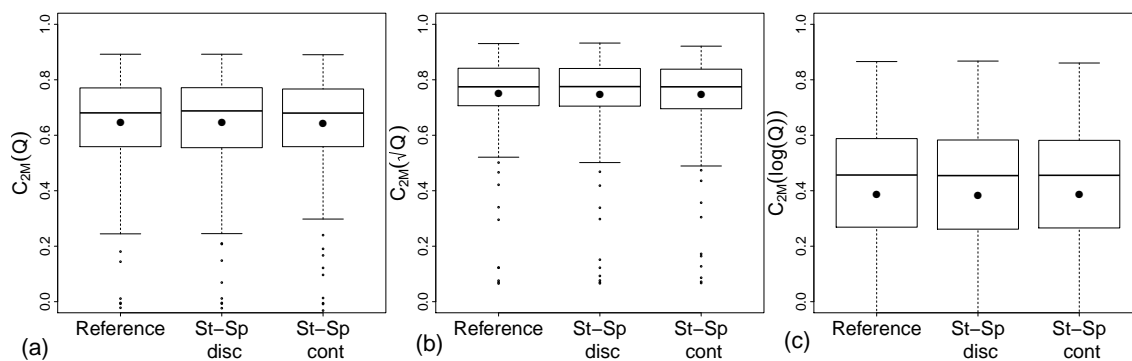 C2M(Q)
1.0
0.8
0.6
0.4
0.2
0.0
Reference
St−Sp
disc
St−Sp
cont
(a)
C2M(√Q)
1.0
0.8
0.6
0.4
0.2
0.0
Reference
St−Sp
disc
St−Sp
cont
(b)
C2M(log(Q))
1.0
0.8
0.6
0.4
0.2
0.0
Reference
St−Sp
disc
St−Sp
cont
(c)